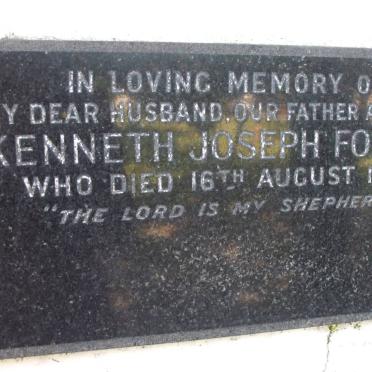 IN LOVING MEMORY O
Y DEAR HUSBAND, OUR FATHER A
KENNETH JOSEPH FO
WHO DIED 16TH AUGUST 1
"THE LORD IS MY SHEPHER